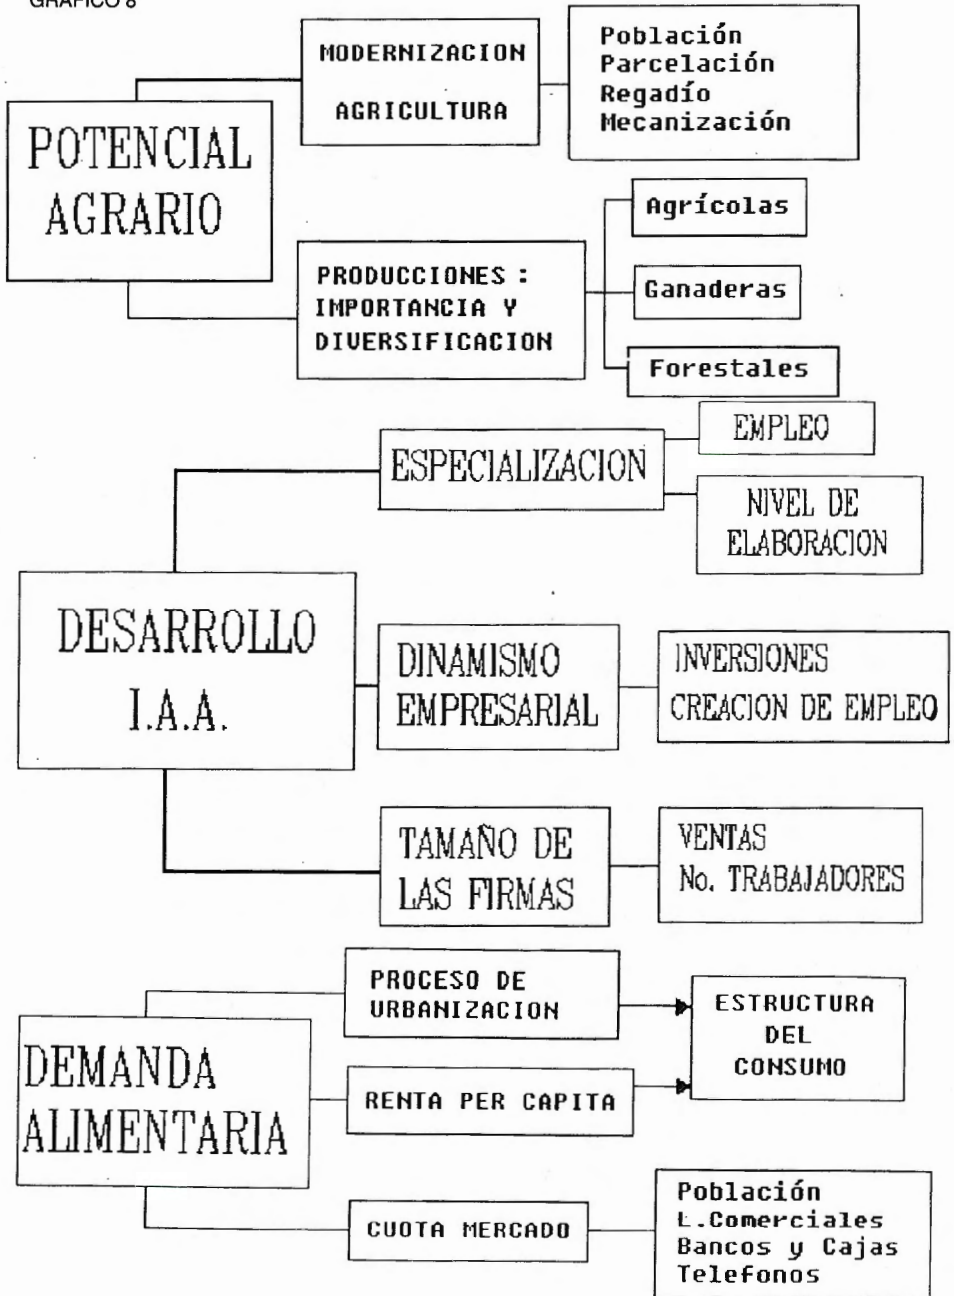 GRAFICO 8
MODERNIZACION
AGRICULTURA
Población
Parcelación
Regadío
Mecanización
POTENCIAL
AGRARIO
PRODUCCIONES :
IMPORTANCIA Y
DIVERSIFICACION
Agrícolas
Ganaderas
Forestales
ESPECIALIZACION
EMPLEO
NIVEL DE
ELABORACION
DESARROLLO
I.A.A.
DINAMISMO
EMPRESARIAL
INVERSIONES
CREACION DE EMPLEO
TAMAÑO DE
LAS FIRMAS
VENTAS
No. TRABAJADORES
DEMANDA
ALIMENTARIA
PROCESO DE
URBANIZACION
RENTA PER CAPITA
ESTRUCTURA
DEL
CONSUMO
CUOTA MERCADO
Población
L.Comerciales
Bancos y Cajas
Telefonos